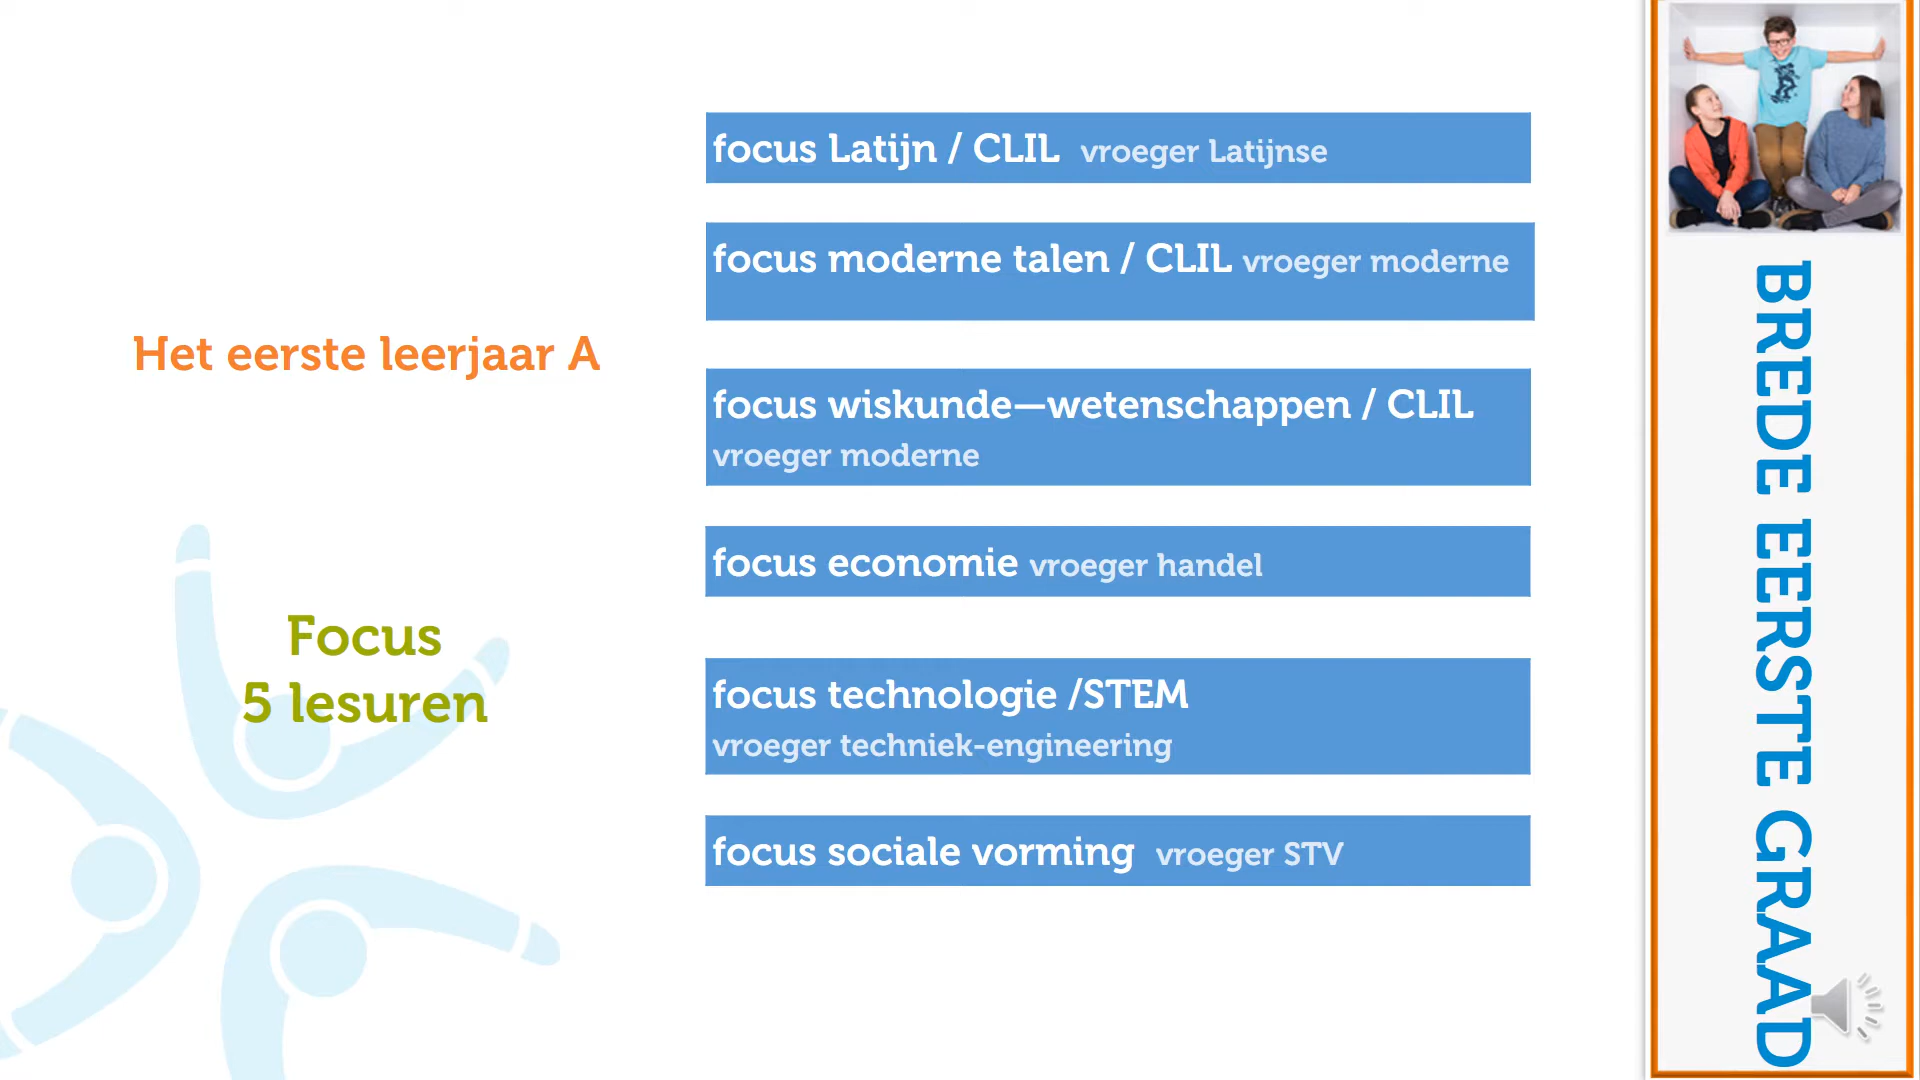 Het eerste leerjaar A
Focus
5 lesuren
focus Latijn / CLIL vroeger Latijnse
focus moderne talen / CLIL vroeger moderne
focus wiskunde—wetenschappen / CLIL
vroeger moderne
focus economie vroeger handel
focus technologie /STEM
vroeger techniek-engineering
focus sociale vorming vroeger STV
BREDE EERSTE GRAAD